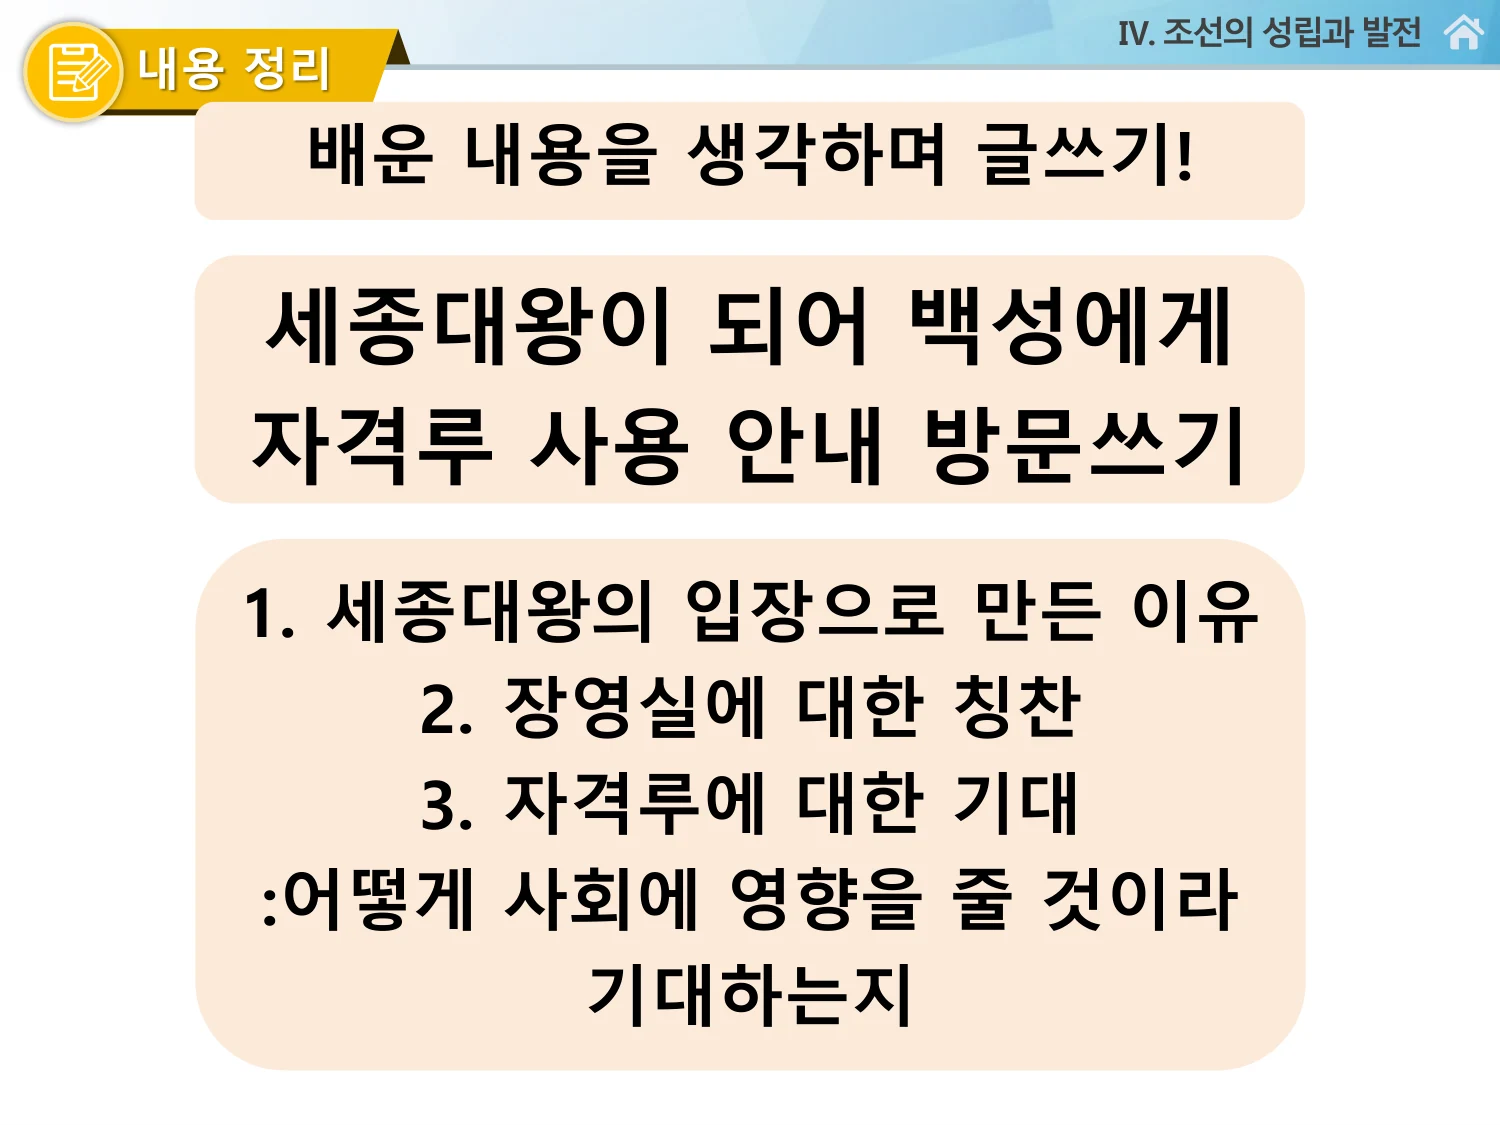 IV. 조선의 성립과 발전
내용 정리
배운 내용을 생각하며 글쓰기!
세종대왕이 되어 백성에게
자격루 사용 안내 방문쓰기
1. 세종대왕의 입장으로 만든 이유
2. 장영실에 대한 칭찬
3. 자격루에 대한 기대
:어떻게 사회에 영향을 줄 것이라
기대하는지